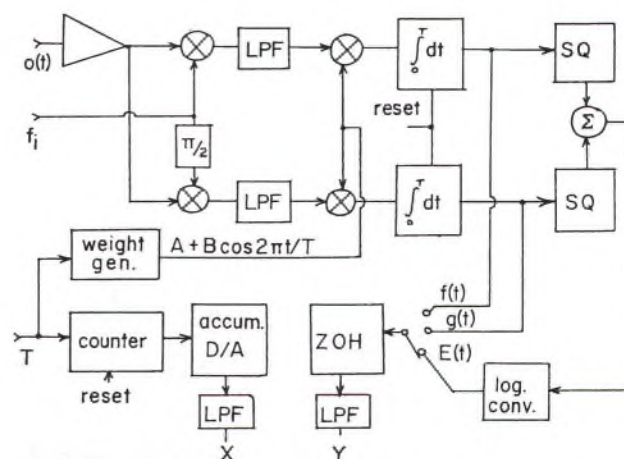 o(t)
LPF
∫₀ᵀ dt
SQ
f_i
π/2
reset
Σ
LPF
∫₀ᵀ dt
SQ
weight gen.
A + B cos 2πt/T
T
counter
accum. D/A
ZOH
f(t)
g(t)
E(t)
reset
LPF
LPF
log. conv.
X
Y